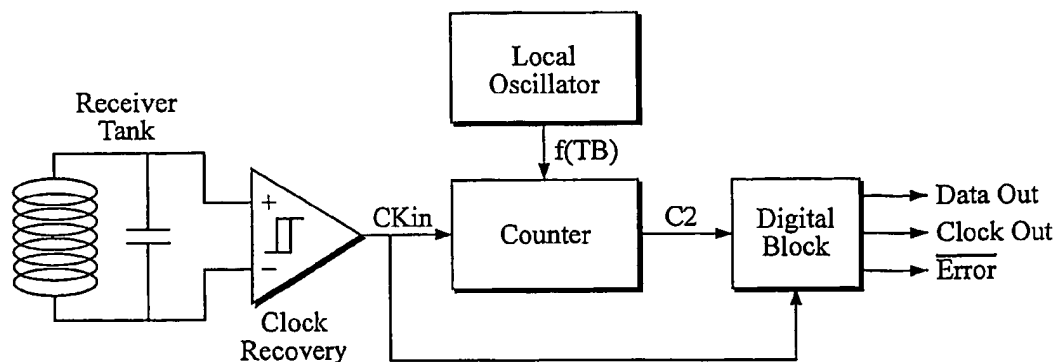 Local
Oscillator
Receiver
Tank
f(TB)
+
CKin
Counter
C2
Digital
Block
Data Out
Clock Out
Error
−
Clock
Recovery